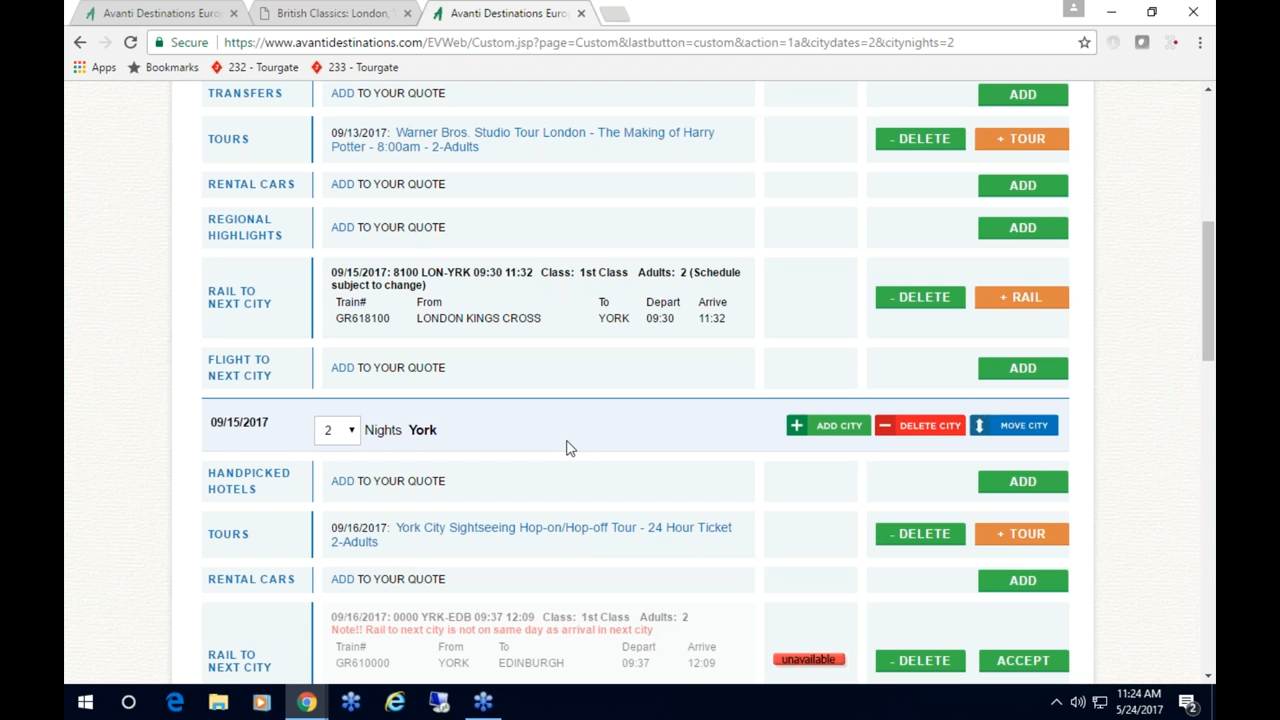 Avanti Destinations Euro
British Classics: London,
Avanti Destinations Euro
Secure
https://www.avantidestinations.com/EVWeb/Custom.jsp?page=Custom&lastbutton=custom&action=1a&citydates=2&citynights=2
Apps
Bookmarks
232 - Tourgate
233 - Tourgate
TRANSFERS
ADD TO YOUR QUOTE
ADD
TOURS
09/13/2017: Warner Bros. Studio Tour London - The Making of Harry
Potter - 8:00am - 2-Adults
- DELETE
+ TOUR
RENTAL CARS
ADD TO YOUR QUOTE
ADD
REGIONAL
HIGHLIGHTS
ADD TO YOUR QUOTE
ADD
RAIL TO
NEXT CITY
09/15/2017: 8100 LON-YRK 09:30 11:32 Class: 1st Class Adults: 2 (Schedule
subject to change)
Train# From To Depart Arrive
GR618100 LONDON KINGS CROSS YORK 09:30 11:32
- DELETE
+ RAIL
FLIGHT TO
NEXT CITY
ADD TO YOUR QUOTE
ADD
09/15/2017
2 Nights York
ADD CITY
DELETE CITY
MOVE CITY
HANDPICKED
HOTELS
ADD TO YOUR QUOTE
ADD
TOURS
09/16/2017: York City Sightseeing Hop-on/Hop-off Tour - 24 Hour Ticket
2-Adults
- DELETE
+ TOUR
RENTAL CARS
ADD TO YOUR QUOTE
ADD
RAIL TO
NEXT CITY
09/16/2017: 0000 YRK-EDB 09:37 12:09 Class: 1st Class Adults: 2
Note!! Rail to next city is not on same day as arrival in next city
Train# From To Depart Arrive
GR610000 YORK EDINBURGH 09:37 12:09
unavailable
- DELETE
ACCEPT
11:24 AM
5/24/2017
2